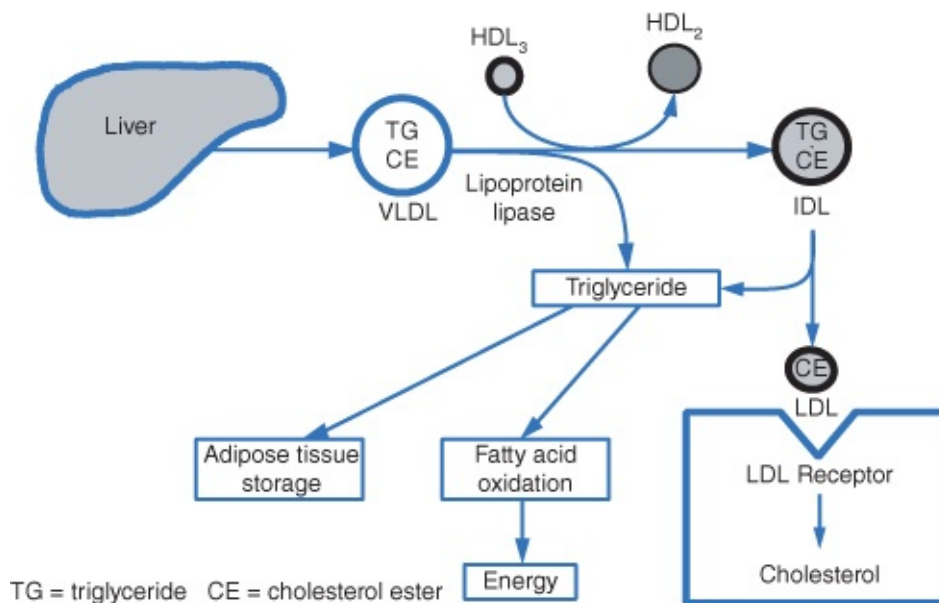 HDL₃
HDL₂
Liver
TG
CE
VLDL
Lipoprotein
lipase
TG
CE
IDL
Triglyceride
CE
LDL
Adipose tissue
storage
Fatty acid
oxidation
LDL Receptor
Energy
Cholesterol
TG = triglyceride CE = cholesterol ester